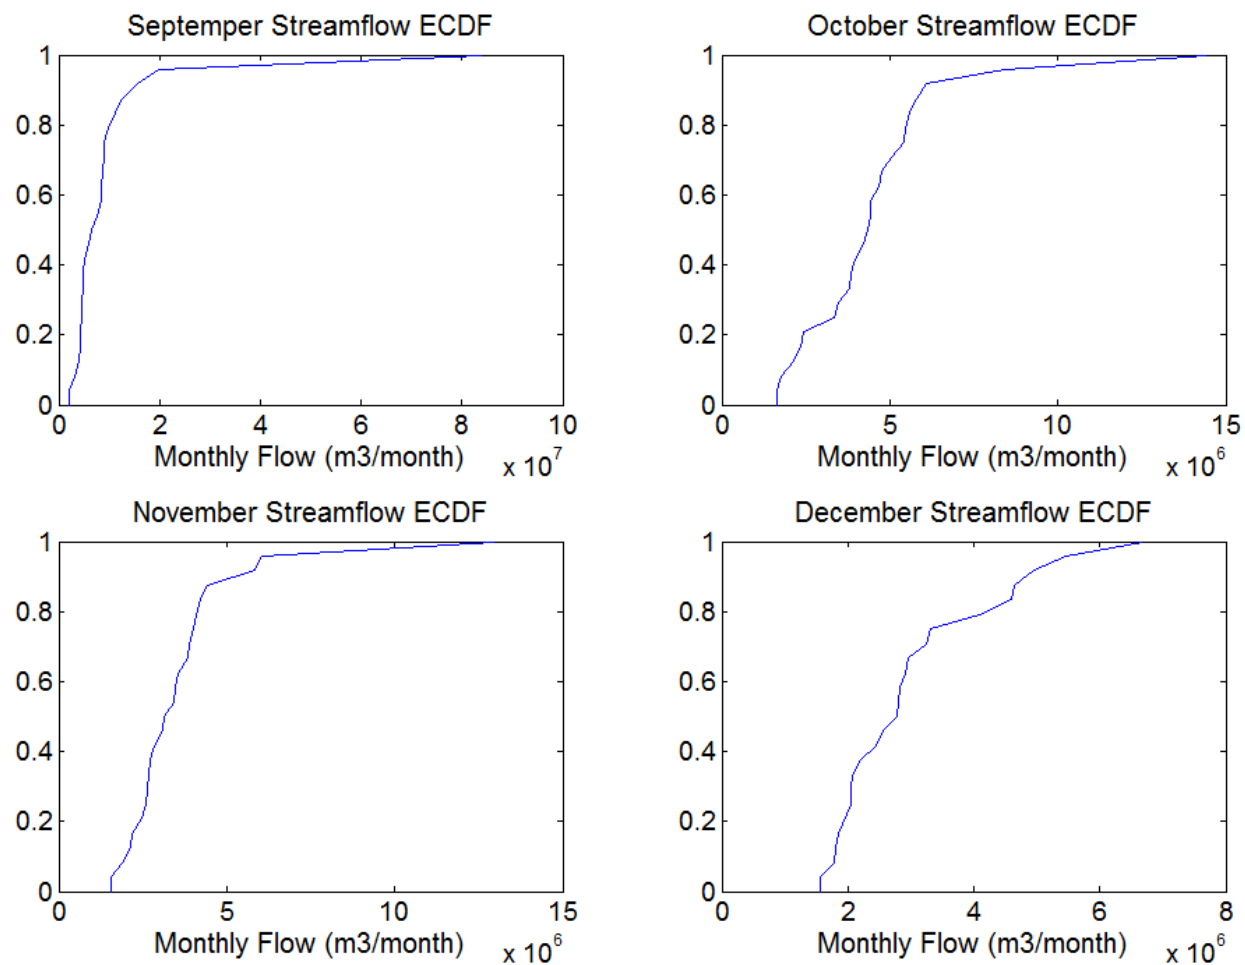 Septemper Streamflow ECDF
1
0.8
0.6
0.4
0.2
0
0 2 4 6 8 10
Monthly Flow (m3/month) x 10^7
October Streamflow ECDF
1
0.8
0.6
0.4
0.2
0
0 5 10 15
Monthly Flow (m3/month) x 10^6
November Streamflow ECDF
1
0.8
0.6
0.4
0.2
0
0 5 10 15
Monthly Flow (m3/month) x 10^6
December Streamflow ECDF
1
0.8
0.6
0.4
0.2
0
0 2 4 6 8
Monthly Flow (m3/month) x 10^6